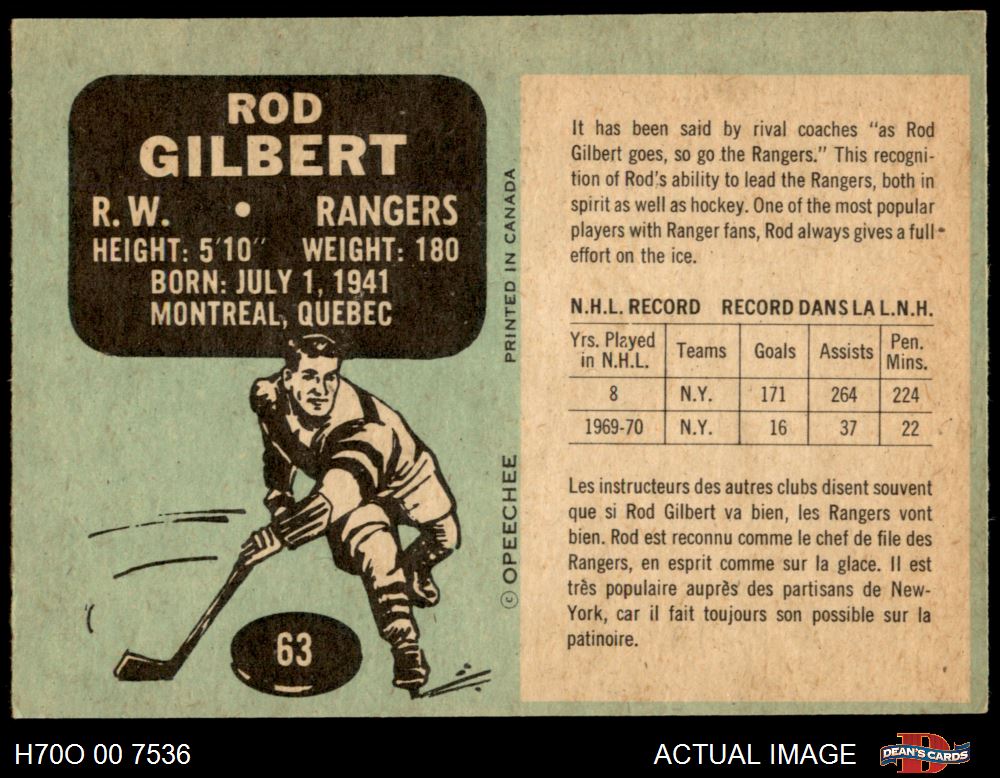 ROD
GILBERT
R. W. • RANGERS
HEIGHT: 5'10" WEIGHT: 180
BORN: JULY 1, 1941
MONTREAL, QUEBEC
63
© OPEECHEE PRINTED IN CANADA
It has been said by rival coaches "as Rod
Gilbert goes, so go the Rangers." This recogni-
tion of Rod's ability to lead the Rangers, both in
spirit as well as hockey. One of the most popular
players with Ranger fans, Rod always gives a full
effort on the ice.
N.H.L. RECORD RECORD DANS LA L.N.H.
Yrs. Played in N.H.L. Teams Goals Assists Pen. Mins.
8 N.Y. 171 264 224
1969-70 N.Y. 16 37 22
Les instructeurs des autres clubs disent souvent
que si Rod Gilbert va bien, les Rangers vont
bien. Rod est reconnu comme le chef de file des
Rangers, en esprit comme sur la glace. Il est
très populaire auprès des partisans de New-
York, car il fait toujours son possible sur la
patinoire.
H70O 00 7536
ACTUAL IMAGE
D
DEAN'S CARDS